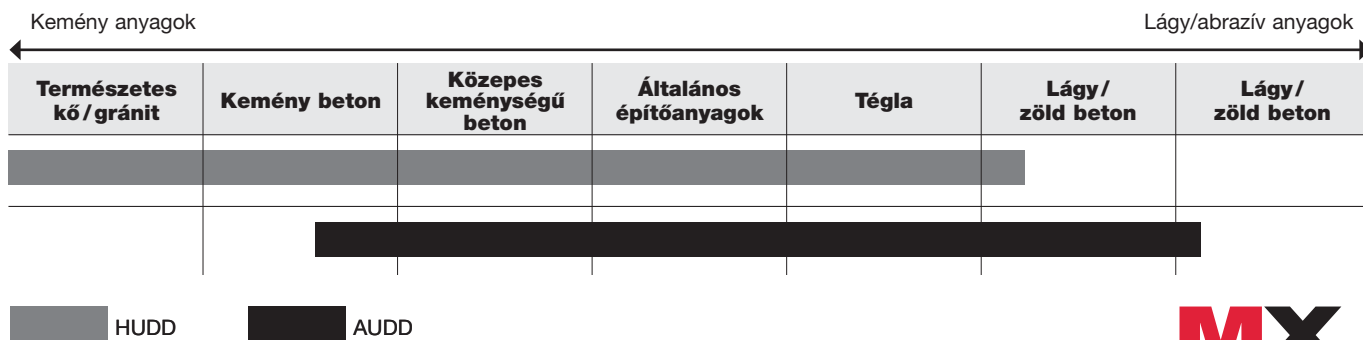 Kemény anyagok
Lágy/abrazív anyagok
Természetes
kő/gránit
Kemény beton
Közepes
keménységű
beton
Általános
építőanyagok
Tégla
Lágy/
zöld beton
Lágy/
zöld beton
HUDD
AUDD
MX